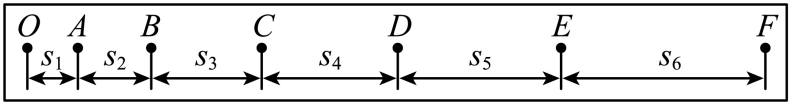 O A B C D E F
s₁ s₂ s₃ s₄ s₅ s₆